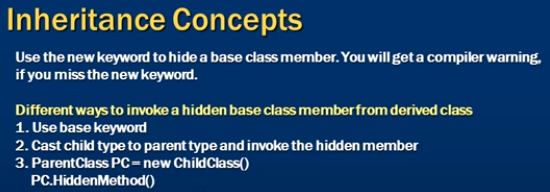 Inheritance Concepts
Use the new keyword to hide a base class member. You will get a compiler warning,
if you miss the new keyword.
Different ways to invoke a hidden base class member from derived class
1. Use base keyword
2. Cast child type to parent type and invoke the hidden member
3. ParentClass PC = new ChildClass()
PC.HiddenMethod()